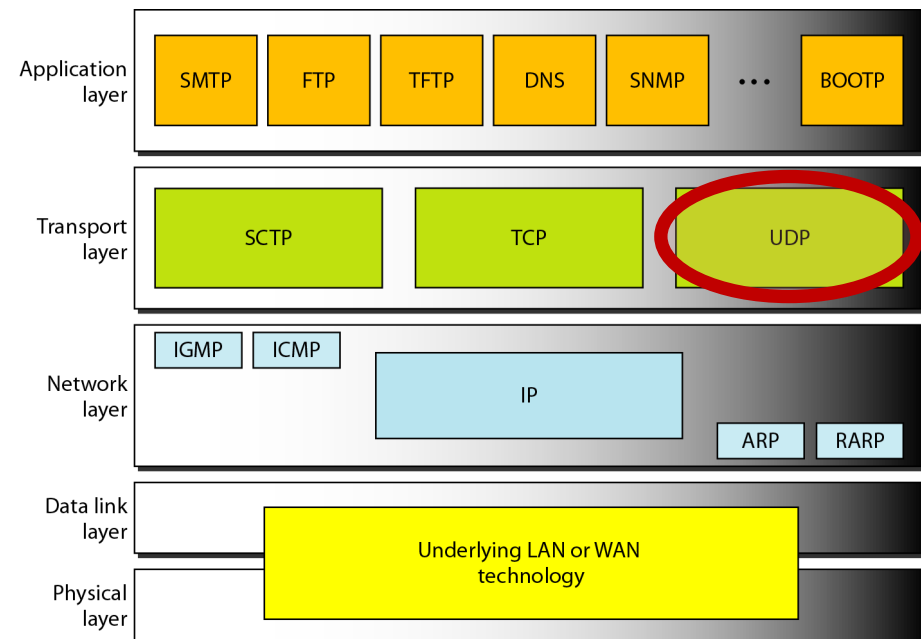 Application
layer
SMTP FTP TFTP DNS SNMP ... BOOTP
Transport
layer
SCTP TCP UDP
Network
layer
IGMP ICMP
IP
ARP RARP
Data link
layer
Underlying LAN or WAN
technology
Physical
layer